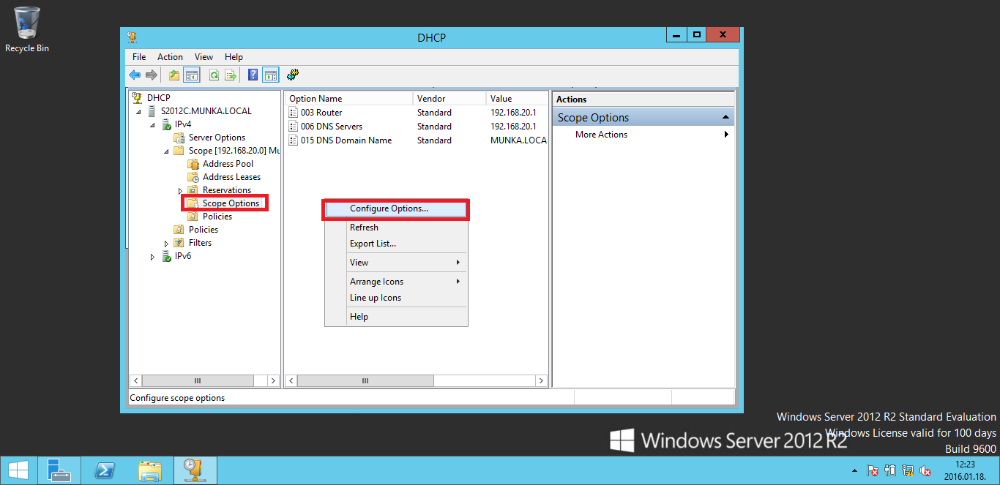 Recycle Bin
DHCP
File Action View Help
DHCP
S2012C.MUNKA.LOCAL
IPv4
Server Options
Scope [192.168.20.0] Mu
Address Pool
Address Leases
Reservations
Scope Options
Policies
Policies
Filters
IPv6
Option Name Vendor Value
003 Router Standard 192.168.20.1
006 DNS Servers Standard 192.168.20.1
015 DNS Domain Name Standard MUNKA.LOCA
Configure Options...
Refresh
Export List...
View
Arrange Icons
Line up Icons
Help
Actions
Scope Options
More Actions
Configure scope options
Windows Server 2012 R2 Standard Evaluation
Windows License valid for 100 days
Build 9600
Windows Server 2012 R2
12:23
2016.01.18.